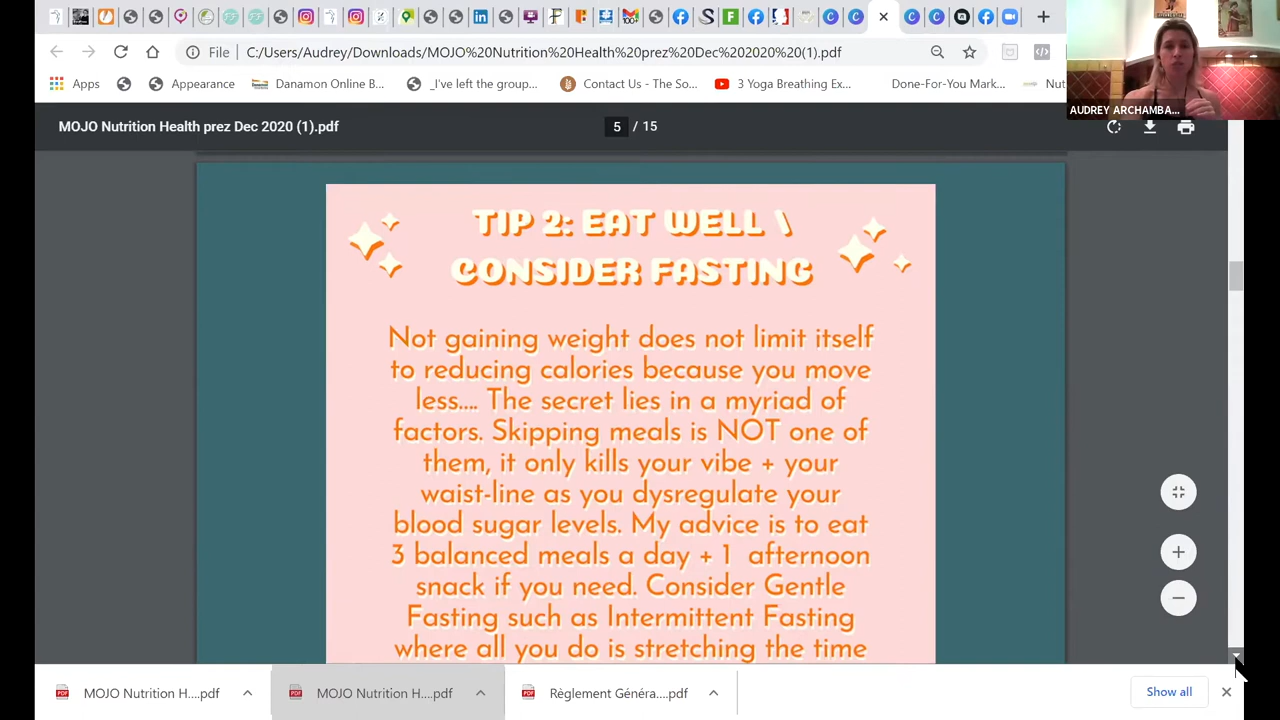 File
C:/Users/Audrey/Downloads/MOJO%20Nutrition%20Health%20prez%20Dec%202020%20(1).pdf
Apps
Appearance
Danamon Online B...
_I've left the group...
Contact Us - The So...
3 Yoga Breathing Ex...
Done-For-You Mark...
Nut
AUDREY ARCHAMBA...
MOJO Nutrition Health prez Dec 2020 (1).pdf
5 / 15
TIP 2: EAT WELL \
CONSIDER FASTING
Not gaining weight does not limit itself
to reducing calories because you move
less.... The secret lies in a myriad of
factors. Skipping meals is NOT one of
them, it only kills your vibe + your
waist-line as you dysregulate your
blood sugar levels. My advice is to eat
3 balanced meals a day + 1 afternoon
snack if you need. Consider Gentle
Fasting such as Intermittent Fasting
where all you do is stretching the time
MOJO Nutrition H....pdf
MOJO Nutrition H....pdf
Règlement Généra....pdf
Show all